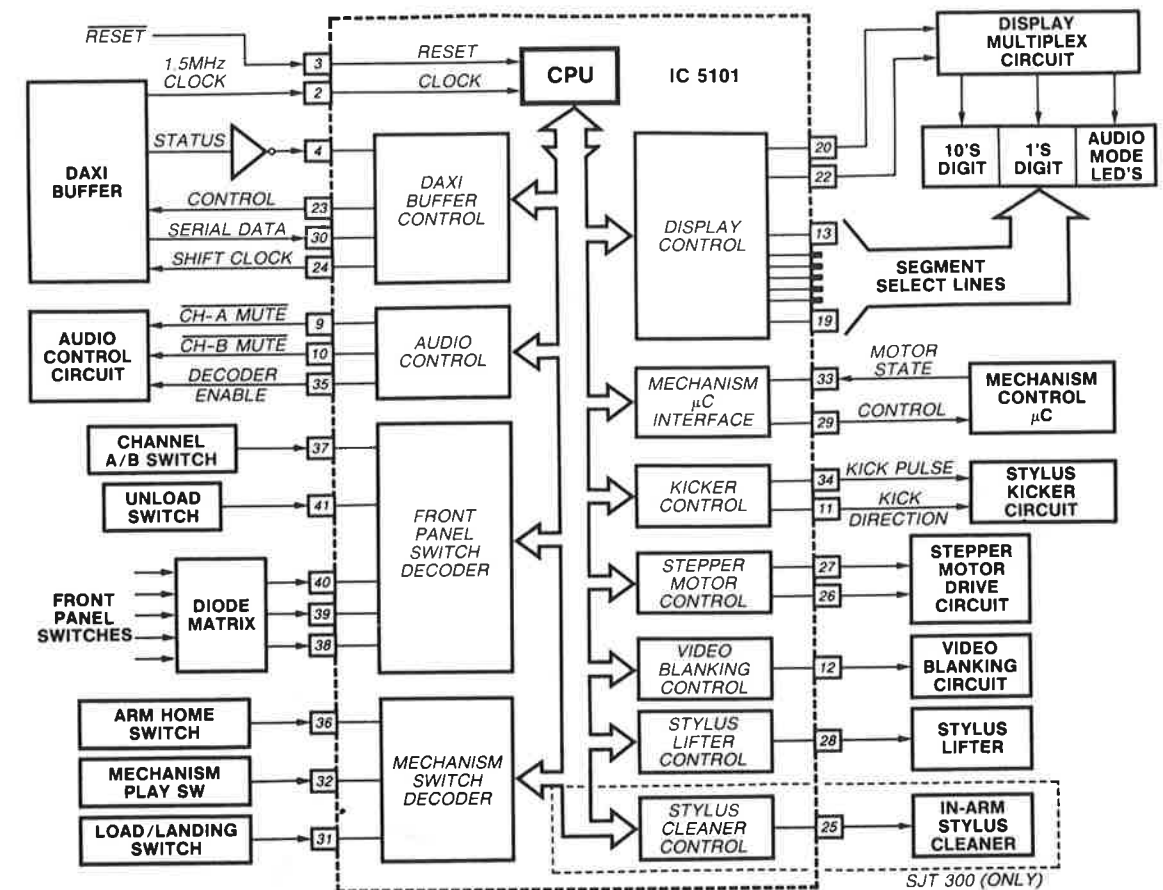 RESET
1.5MHz
CLOCK
3
2
RESET
CLOCK
CPU
IC 5101
DISPLAY
MULTIPLEX
CIRCUIT
10'S
DIGIT
1'S
DIGIT
AUDIO
MODE
LED'S
DAXI
BUFFER
STATUS
4
CONTROL
23
SERIAL DATA
30
SHIFT CLOCK
24
DAXI
BUFFER
CONTROL
DISPLAY
CONTROL
20
22
13
19
SEGMENT
SELECT LINES
AUDIO
CONTROL
CIRCUIT
CH-A MUTE
9
CH-B MUTE
10
DECODER
ENABLE
35
AUDIO
CONTROL
MECHANISM
μC
INTERFACE
33
29
MOTOR
STATE
CONTROL
MECHANISM
CONTROL
μC
CHANNEL
A/B SWITCH
37
UNLOAD
SWITCH
41
FRONT
PANEL
SWITCHES
DIODE
MATRIX
40
39
38
FRONT
PANEL
SWITCH
DECODER
KICKER
CONTROL
34
11
KICK PULSE
KICK
DIRECTION
STYLUS
KICKER
CIRCUIT
STEPPER
MOTOR
CONTROL
27
26
STEPPER
MOTOR
DRIVE
CIRCUIT
VIDEO
BLANKING
CONTROL
12
VIDEO
BLANKING
CIRCUIT
ARM HOME
SWITCH
36
MECHANISM
PLAY SW
32
LOAD/LANDING
SWITCH
31
MECHANISM
SWITCH
DECODER
STYLUS
LIFTER
CONTROL
28
STYLUS
LIFTER
STYLUS
CLEANER
CONTROL
25
IN-ARM
STYLUS
CLEANER
SJT 300 (ONLY)